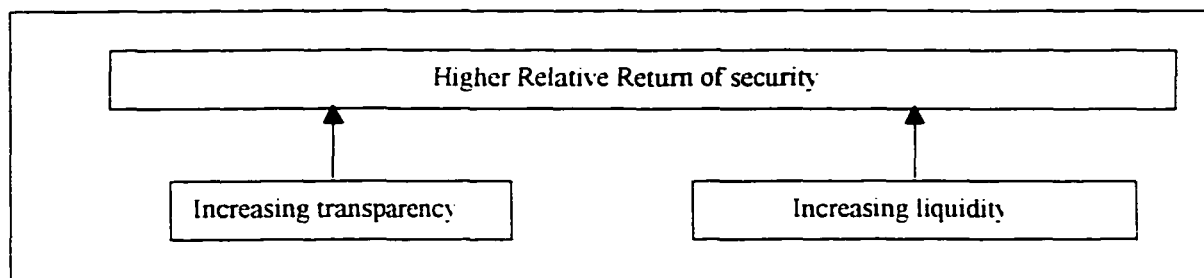 Higher Relative Return of security
Increasing transparency
Increasing liquidity